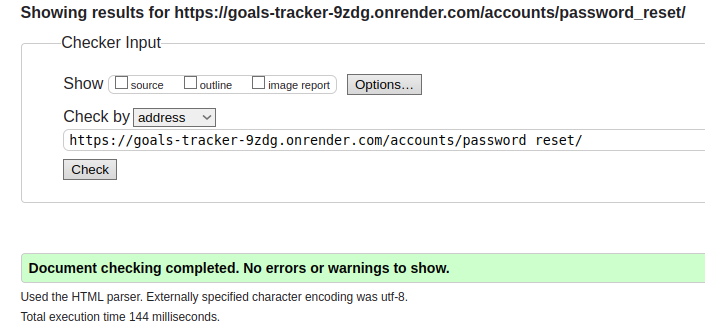 Showing results for https://goals-tracker-9zdg.onrender.com/accounts/password_reset/
Checker Input
Show source outline image report Options...
Check by address
https://goals-tracker-9zdg.onrender.com/accounts/password_reset/
Check
Document checking completed. No errors or warnings to show.
Used the HTML parser. Externally specified character encoding was utf-8.
Total execution time 144 milliseconds.